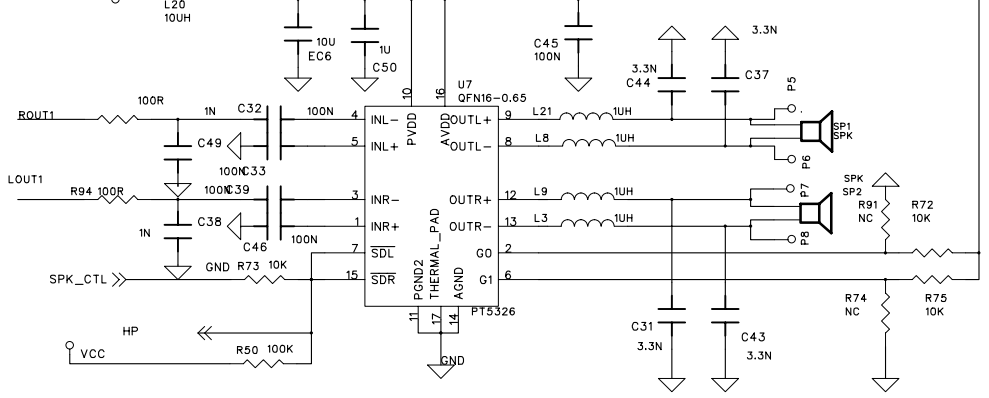 L20
10UH
10U
EC6
1U
C50
C45
100N
3.3N
C44
3.3N
C37
P5
U7
QFN16-0.65
ROUT1
100R
1N
C32
100N
4
INL-
10
PVDD
16
AVDD
OUTL+
9
L21
1UH
SP1
SPK
C49
100N
C33
5
INL+
OUTL-
8
L8
1UH
P6
LOUT1
R94
100R
100N
C39
3
INR-
OUTR+
12
L9
1UH
P7
SPK
SP2
R91
NC
R72
10K
1N
C38
C46
100N
1
INR+
OUTR-
13
L3
1UH
P8
7
SDL
G0
2
SPK_CTL
GND
R73
10K
15
SDR
G1
6
PGND2
THERMAL_PAD
AGND
11
17
14
PT5326
R74
NC
R75
10K
HP
C31
3.3N
C43
3.3N
VCC
R50
100K
GND